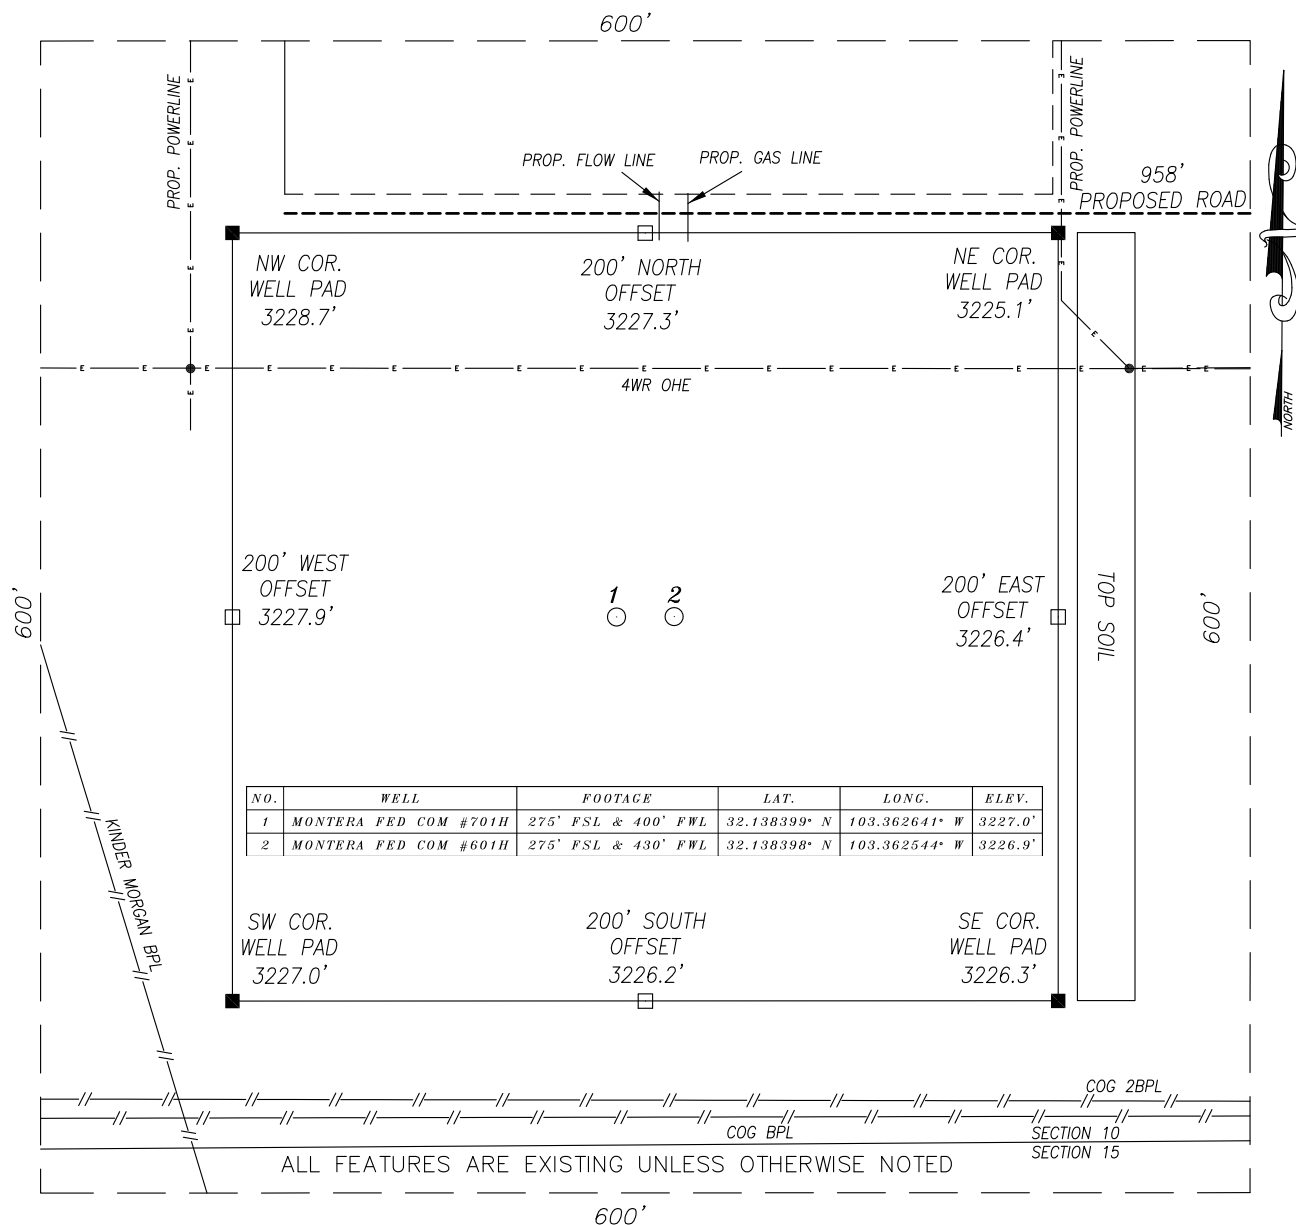 600'
PROP. POWERLINE
PROP. POWERLINE
PROP. FLOW LINE
PROP. GAS LINE
958'
PROPOSED ROAD
NW COR.
WELL PAD
3228.7'
200' NORTH
OFFSET
3227.3'
NE COR.
WELL PAD
3225.1'
NORTH
4WR OHE
200' WEST
OFFSET
3227.9'
1
2
200' EAST
OFFSET
3226.4'
TOP SOIL
600'
600'
NO. WELL FOOTAGE LAT. LONG. ELEV.
1 MONTERA FED COM #701H 275' FSL & 400' FWL 32.138399° N 103.362641° W 3227.0'
2 MONTERA FED COM #601H 275' FSL & 430' FWL 32.138398° N 103.362544° W 3226.9'
KINDER MORGAN BPL
SW COR.
WELL PAD
3227.0'
200' SOUTH
OFFSET
3226.2'
SE COR.
WELL PAD
3226.3'
COG 2BPL
COG BPL
SECTION 10
SECTION 15
ALL FEATURES ARE EXISTING UNLESS OTHERWISE NOTED
600'